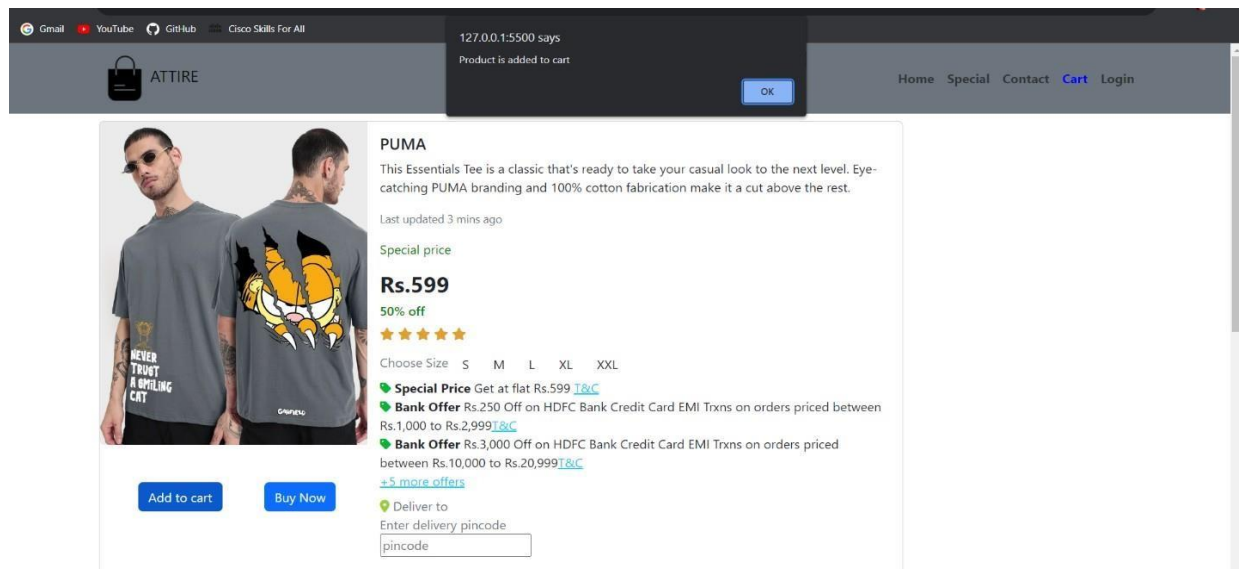 Gmail YouTube GitHub Cisco Skills For All
127.0.0.1:5500 says
Product is added to cart
OK
ATTIRE
Home Special Contact Cart Login
PUMA
This Essentials Tee is a classic that's ready to take your casual look to the next level. Eye-
catching PUMA branding and 100% cotton fabrication make it a cut above the rest.
Last updated 3 mins ago
Special price
Rs.599
50% off
Choose Size S M L XL XXL
Special Price Get at flat Rs.599 T&C
Bank Offer Rs.250 Off on HDFC Bank Credit Card EMI Trxns on orders priced between
Rs.1,000 to Rs.2,999T&C
Bank Offer Rs.3,000 Off on HDFC Bank Credit Card EMI Trxns on orders priced
between Rs.10,000 to Rs.20,999T&C
+5 more offers
Deliver to
Enter delivery pincode
pincode
NEVER
TRUST
A SMILING
CAT
GARFIELD
Add to cart Buy Now